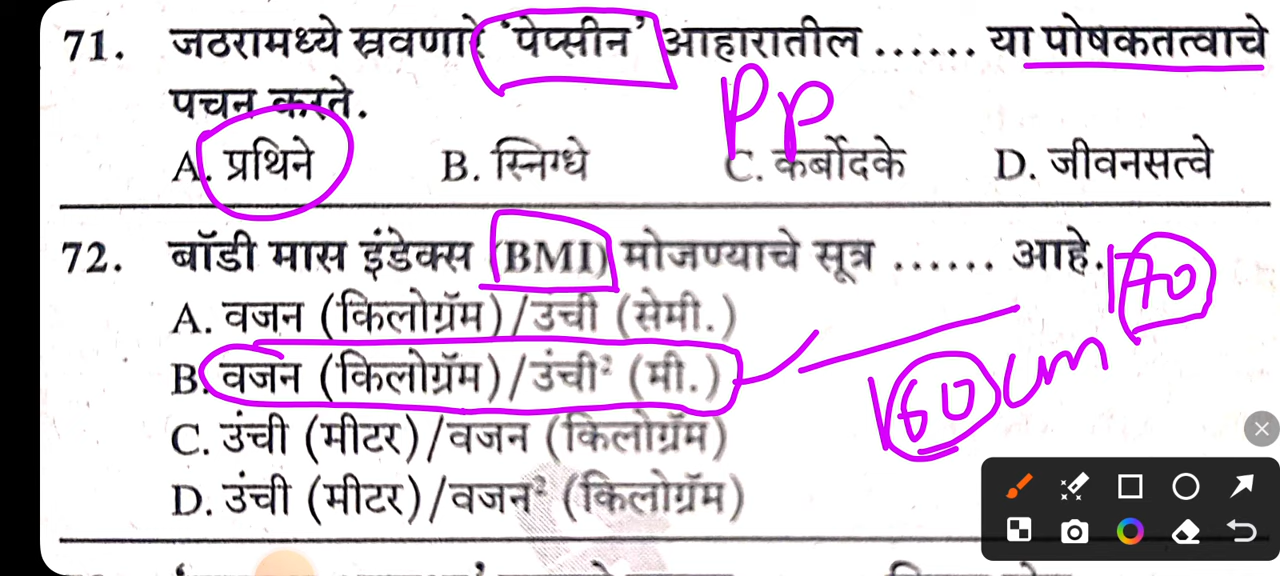 71. जठरामध्ये स्रवणारे 'पेप्सीन' आहारातील ...... या पोषकतत्वाचे
पचन करते.
Pp
A. प्रथिने B. स्निग्धे C. कर्बोदके D. जीवनसत्वे
72. बॉडी मास इंडेक्स (BMI) मोजण्याचे सूत्र ...... आहे.
170
A. वजन (किलोग्रॅम)/उची (सेमी.)
B. वजन (किलोग्रॅम)/उंची² (मी.)
160 cm
C. उंची (मीटर)/वजन (किलोग्रॅम)
D. उंची (मीटर)/वजन² (किलोग्रॅम)